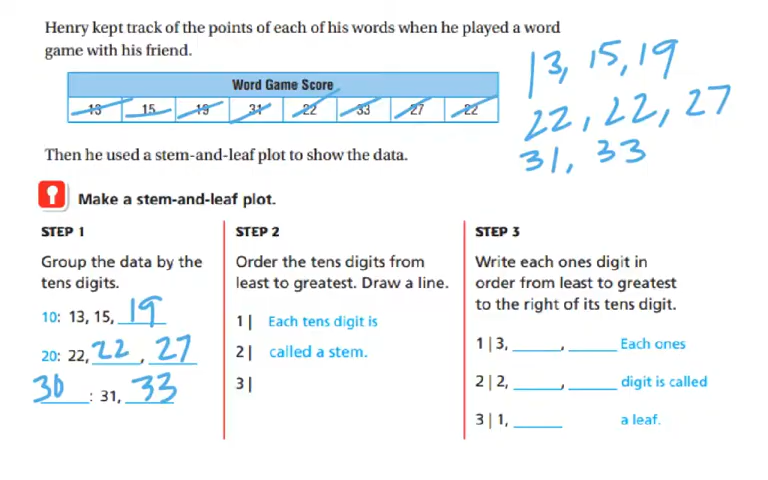 Henry kept track of the points of each of his words when he played a word
game with his friend.
13, 15, 19
22, 22, 27
31, 33
Word Game Score
13 15 19 31 22 33 27 22
Then he used a stem-and-leaf plot to show the data.
Make a stem-and-leaf plot.
STEP 1
Group the data by the
tens digits.
10: 13, 15, 19
20: 22, 22, 27
30: 31, 33
STEP 2
Order the tens digits from
least to greatest. Draw a line.
1| Each tens digit is
2| called a stem.
3|
STEP 3
Write each ones digit in
order from least to greatest
to the right of its tens digit.
1|3, ____, ____ Each ones
2|2, ____, ____ digit is called
3|1, ____ a leaf.